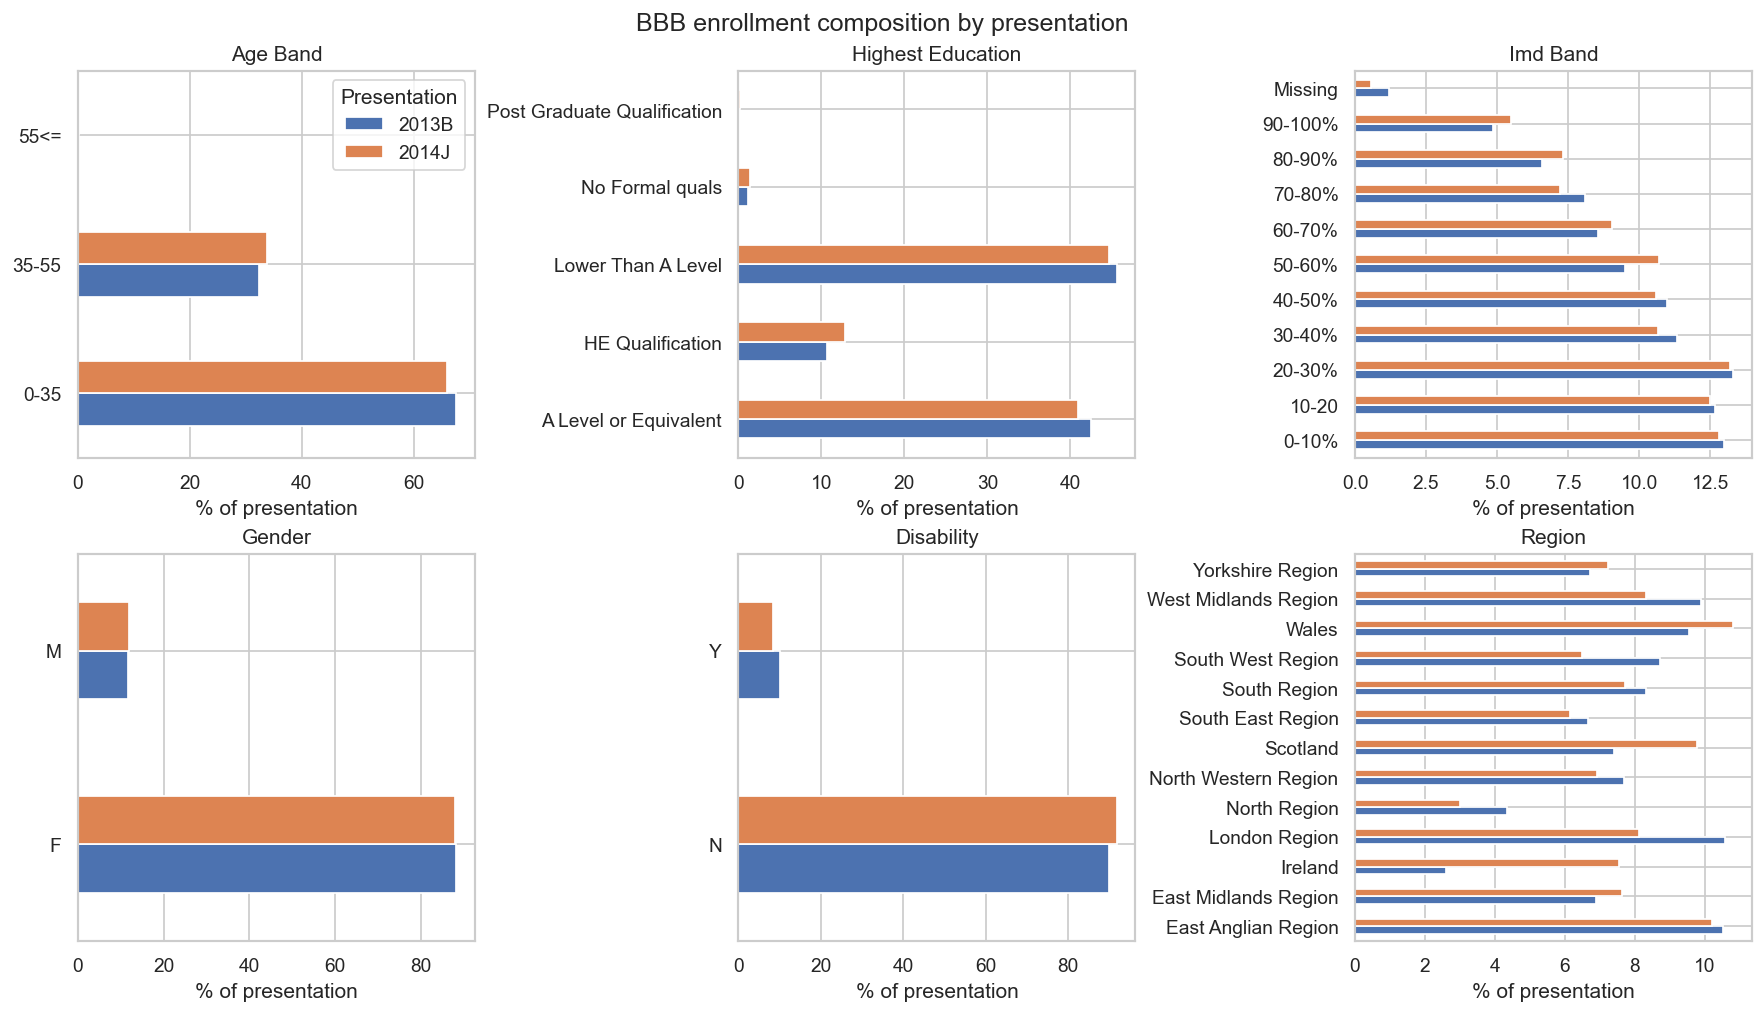 BBB enrollment composition by presentation
Age Band
Presentation
2013B
2014J
55<=
35-55
0-35
0 20 40 60
% of presentation
Highest Education
Post Graduate Qualification
No Formal quals
Lower Than A Level
HE Qualification
A Level or Equivalent
0 10 20 30 40
% of presentation
Imd Band
Missing
90-100%
80-90%
70-80%
60-70%
50-60%
40-50%
30-40%
20-30%
10-20
0-10%
0.0 2.5 5.0 7.5 10.0 12.5
% of presentation
Gender
M
F
0 20 40 60 80
% of presentation
Disability
Y
N
0 20 40 60 80
% of presentation
Region
Yorkshire Region
West Midlands Region
Wales
South West Region
South Region
South East Region
Scotland
North Western Region
North Region
London Region
Ireland
East Midlands Region
East Anglian Region
0 2 4 6 8 10
% of presentation